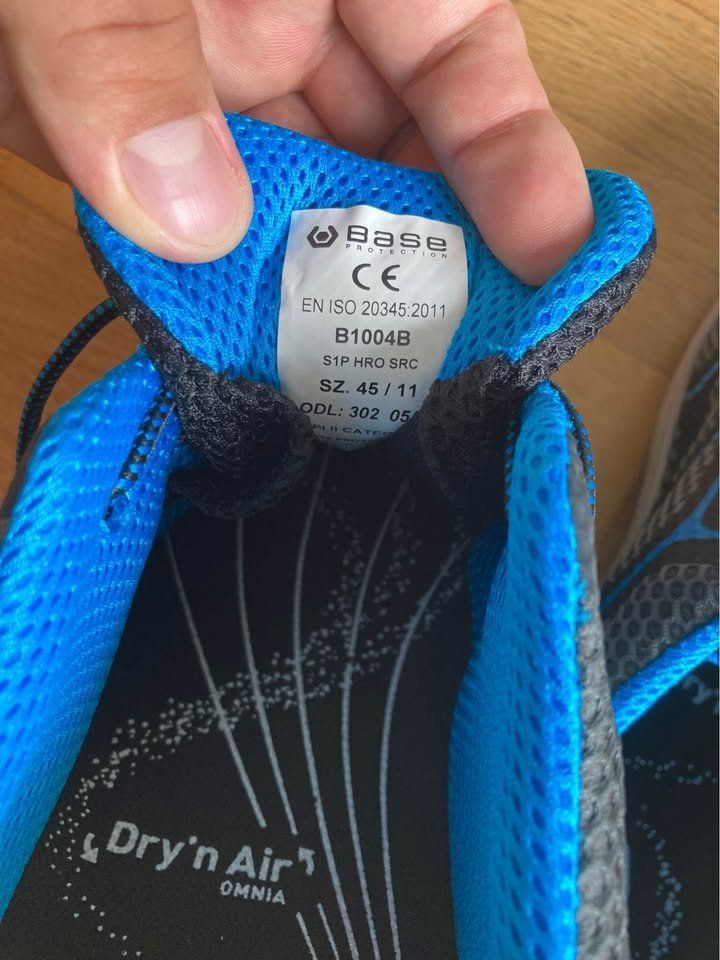 Base
PROTECTION
CE
EN ISO 20345:2011
B1004B
S1P HRO SRC
SZ. 45 / 11
ODL: 302
Dry'n Air
OMNIA